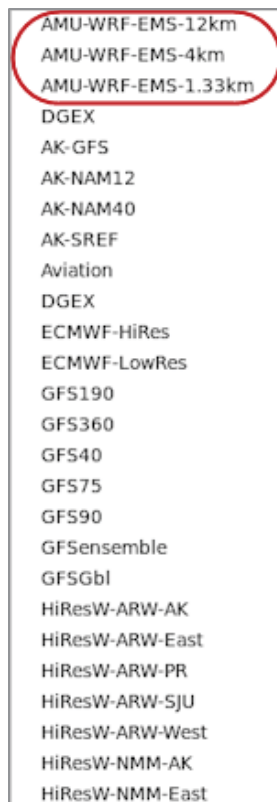 AMU-WRF-EMS-12km
AMU-WRF-EMS-4km
AMU-WRF-EMS-1.33km
DGEX
AK-GFS
AK-NAM12
AK-NAM40
AK-SREF
Aviation
DGEX
ECMWF-HiRes
ECMWF-LowRes
GFS190
GFS360
GFS40
GFS75
GFS90
GFSensemble
GFSGbl
HiResW-ARW-AK
HiResW-ARW-East
HiResW-ARW-PR
HiResW-ARW-SJU
HiResW-ARW-West
HiResW-NMM-AK
HiResW-NMM-East